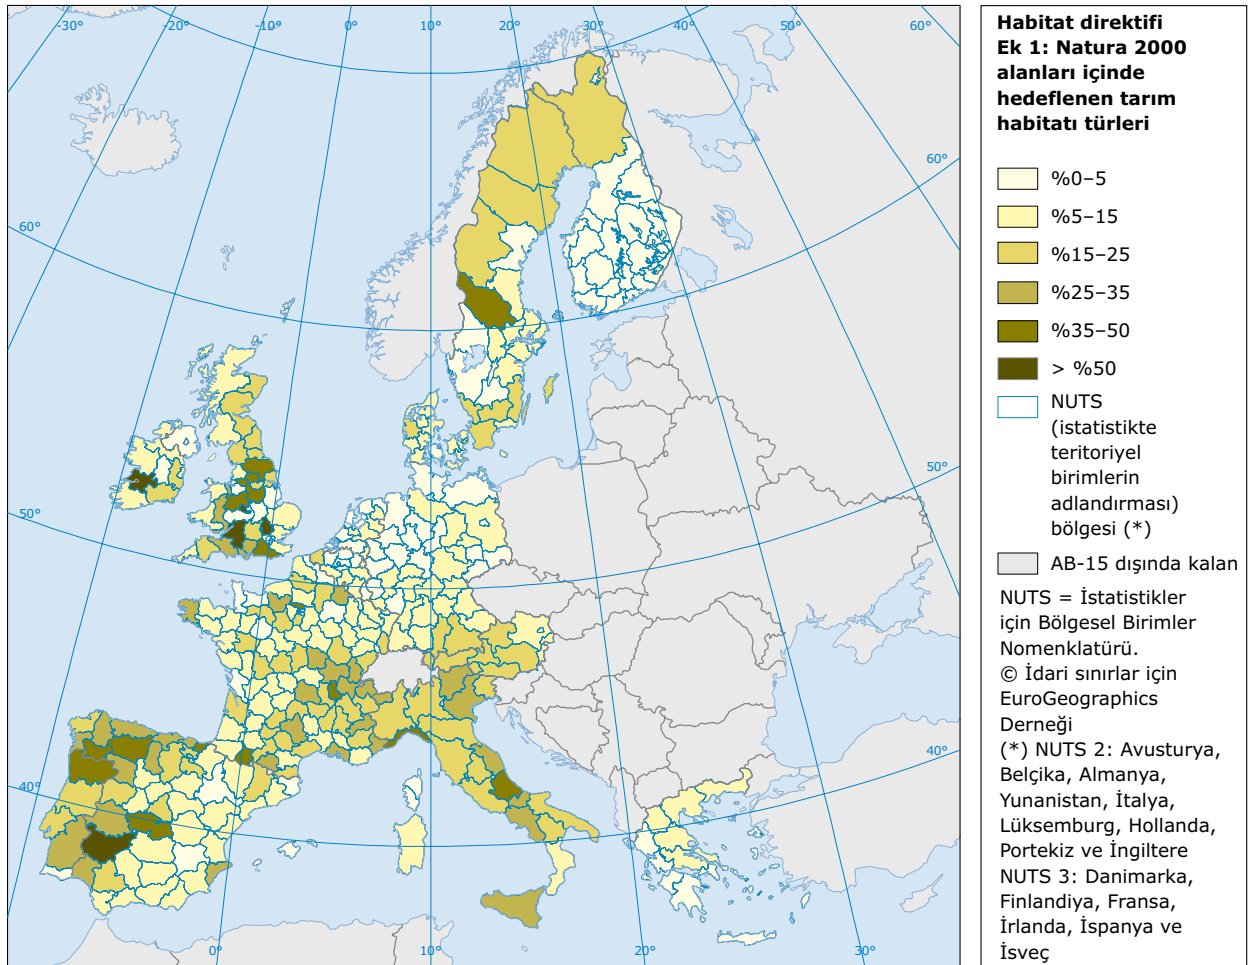 -30°
-20°
-10°
0°
10°
20°
30°
40°
50°
60°
60°
60°
50°
50°
40°
40°
0°
10°
20°
30°
Habitat direktifi
Ek 1: Natura 2000
alanları içinde
hedeflenen tarım
habitatı türleri
%0–5
%5–15
%15–25
%25–35
%35–50
> %50
NUTS
(istatistikte
teritoriyel
birimlerin
adlandırması)
bölgesi (*)
AB-15 dışında kalan
NUTS = İstatistikler
için Bölgesel Birimler
Nomenklatürü.
© İdari sınırlar için
EuroGeographics
Derneği
(*) NUTS 2: Avusturya,
Belçika, Almanya,
Yunanistan, İtalya,
Lüksemburg, Hollanda,
Portekiz ve İngiltere
NUTS 3: Danimarka,
Finlandiya, Fransa,
İrlanda, İspanya ve
İsveç